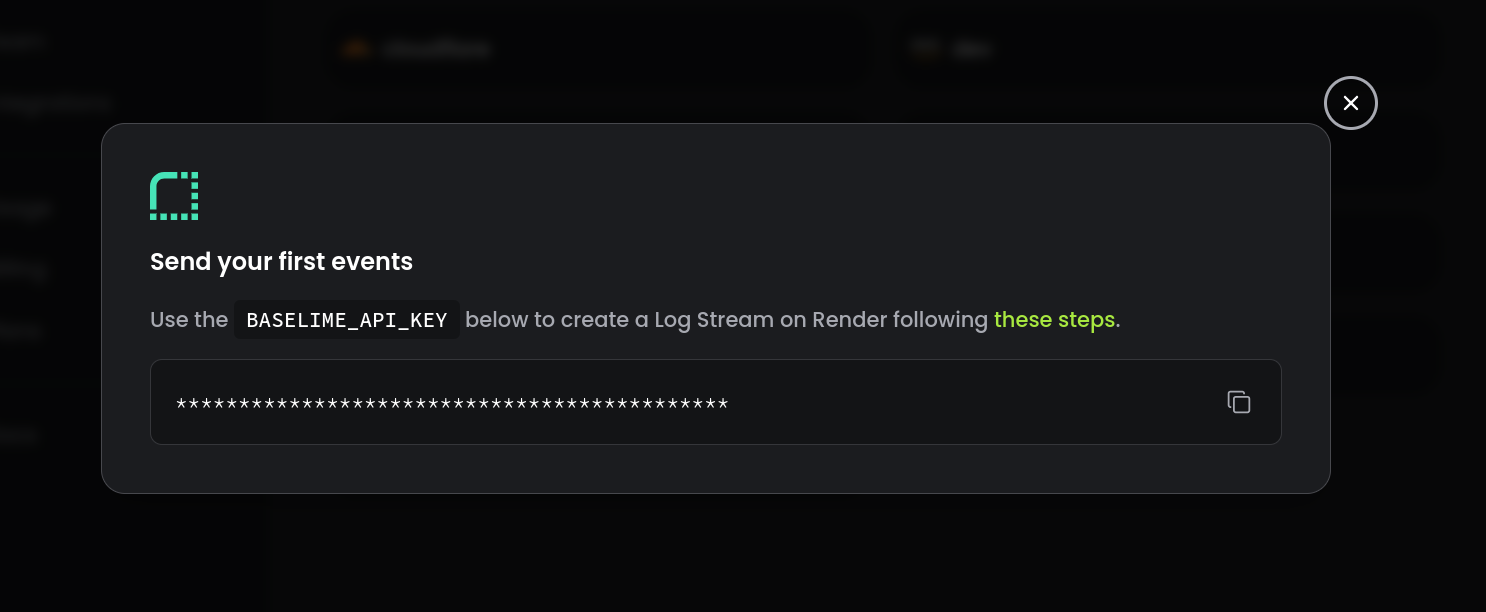 Send your first events
Use the BASELIME_API_KEY below to create a Log Stream on Render following these steps.
********************************************